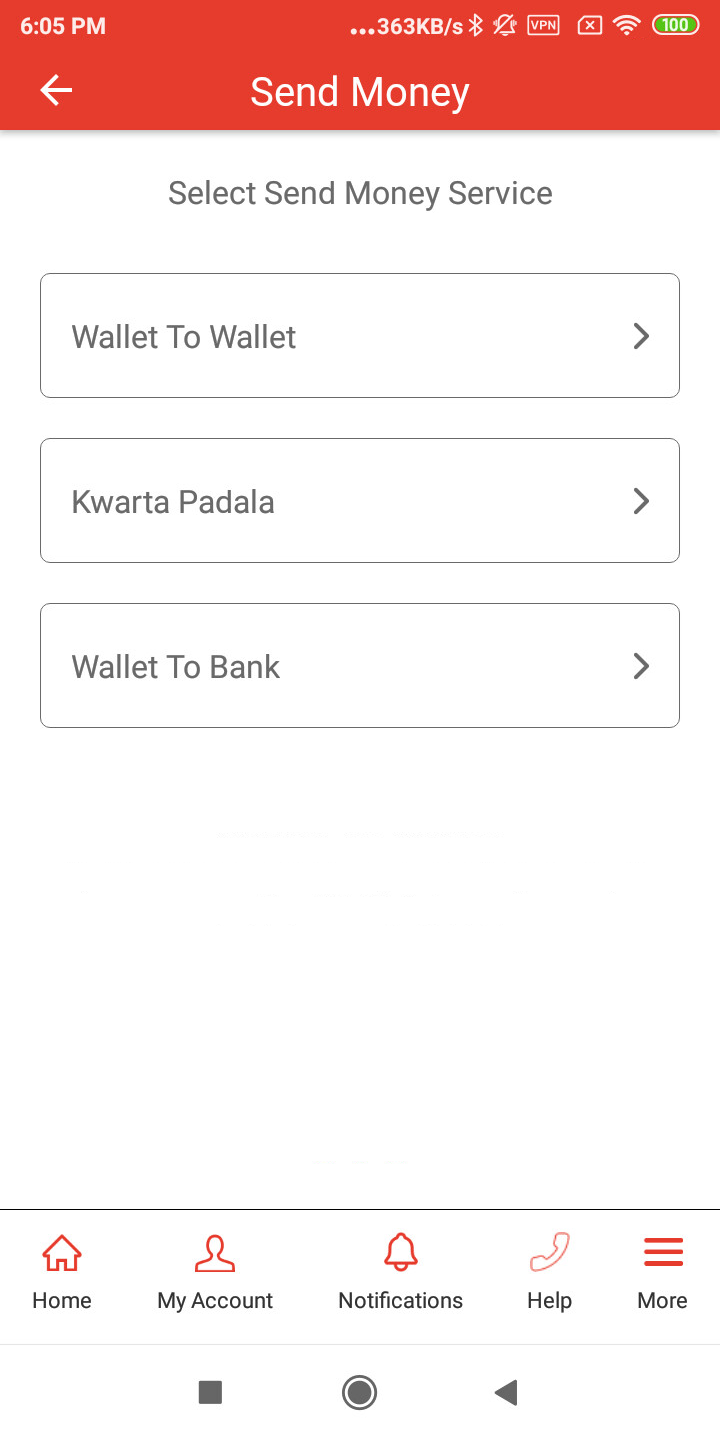 6:05 PM ...363KB/s VPN 100
Send Money
Select Send Money Service
Wallet To Wallet
Kwarta Padala
Wallet To Bank
Home My Account Notifications Help More